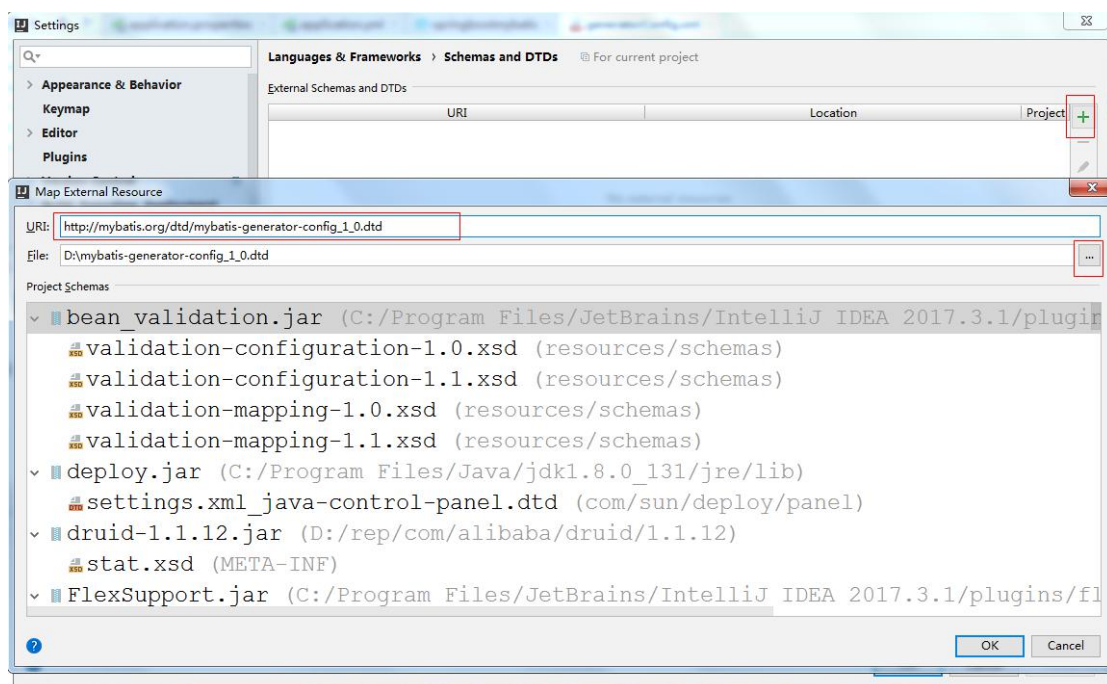 Settings
Languages & Frameworks › Schemas and DTDs For current project
Appearance & Behavior
External Schemas and DTDs
Keymap
URI Location Project
Editor
Plugins
Map External Resource
URI: http://mybatis.org/dtd/mybatis-generator-config_1_0.dtd
File: D:\mybatis-generator-config_1_0.dtd ...
Project Schemas
bean_validation.jar (C:/Program Files/JetBrains/IntelliJ IDEA 2017.3.1/plugin
validation-configuration-1.0.xsd (resources/schemas)
validation-configuration-1.1.xsd (resources/schemas)
validation-mapping-1.0.xsd (resources/schemas)
validation-mapping-1.1.xsd (resources/schemas)
deploy.jar (C:/Program Files/Java/jdk1.8.0_131/jre/lib)
settings.xml_java-control-panel.dtd (com/sun/deploy/panel)
druid-1.1.12.jar (D:/rep/com/alibaba/druid/1.1.12)
stat.xsd (META-INF)
FlexSupport.jar (C:/Program Files/JetBrains/IntelliJ IDEA 2017.3.1/plugins/fl
OK Cancel